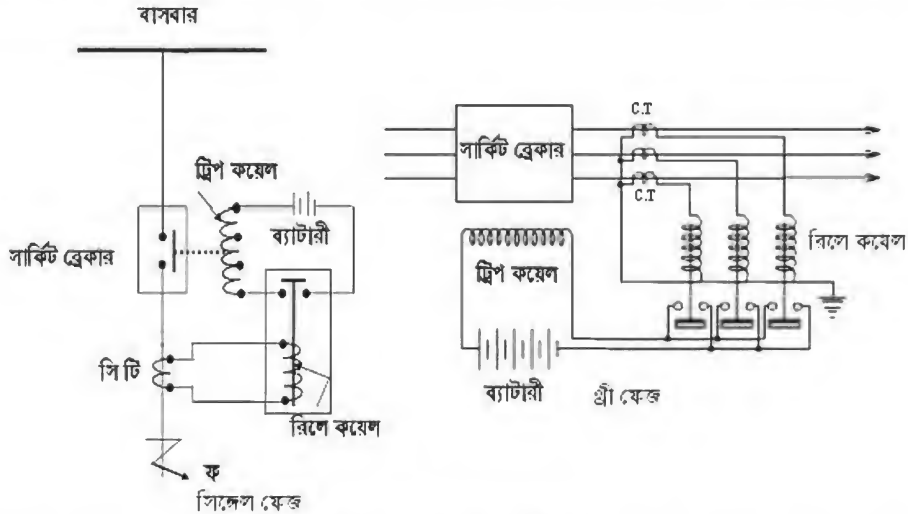 বাসবার
ট্রিপ কয়েল
ব্যাটারী
সার্কিট ব্রেকার
সি টি
রিলে কয়েল
ফ
সিঙ্গেল ফেজ
C.T
সার্কিট ব্রেকার
C.T
রিলে কয়েল
ট্রিপ কয়েল
ব্যাটারী
থ্রী ফেজ